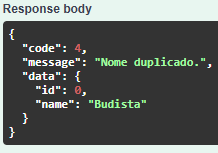 Response body
{
"code": 4,
"message": "Nome duplicado.",
"data": {
"id": 0,
"name": "Budista"
}
}